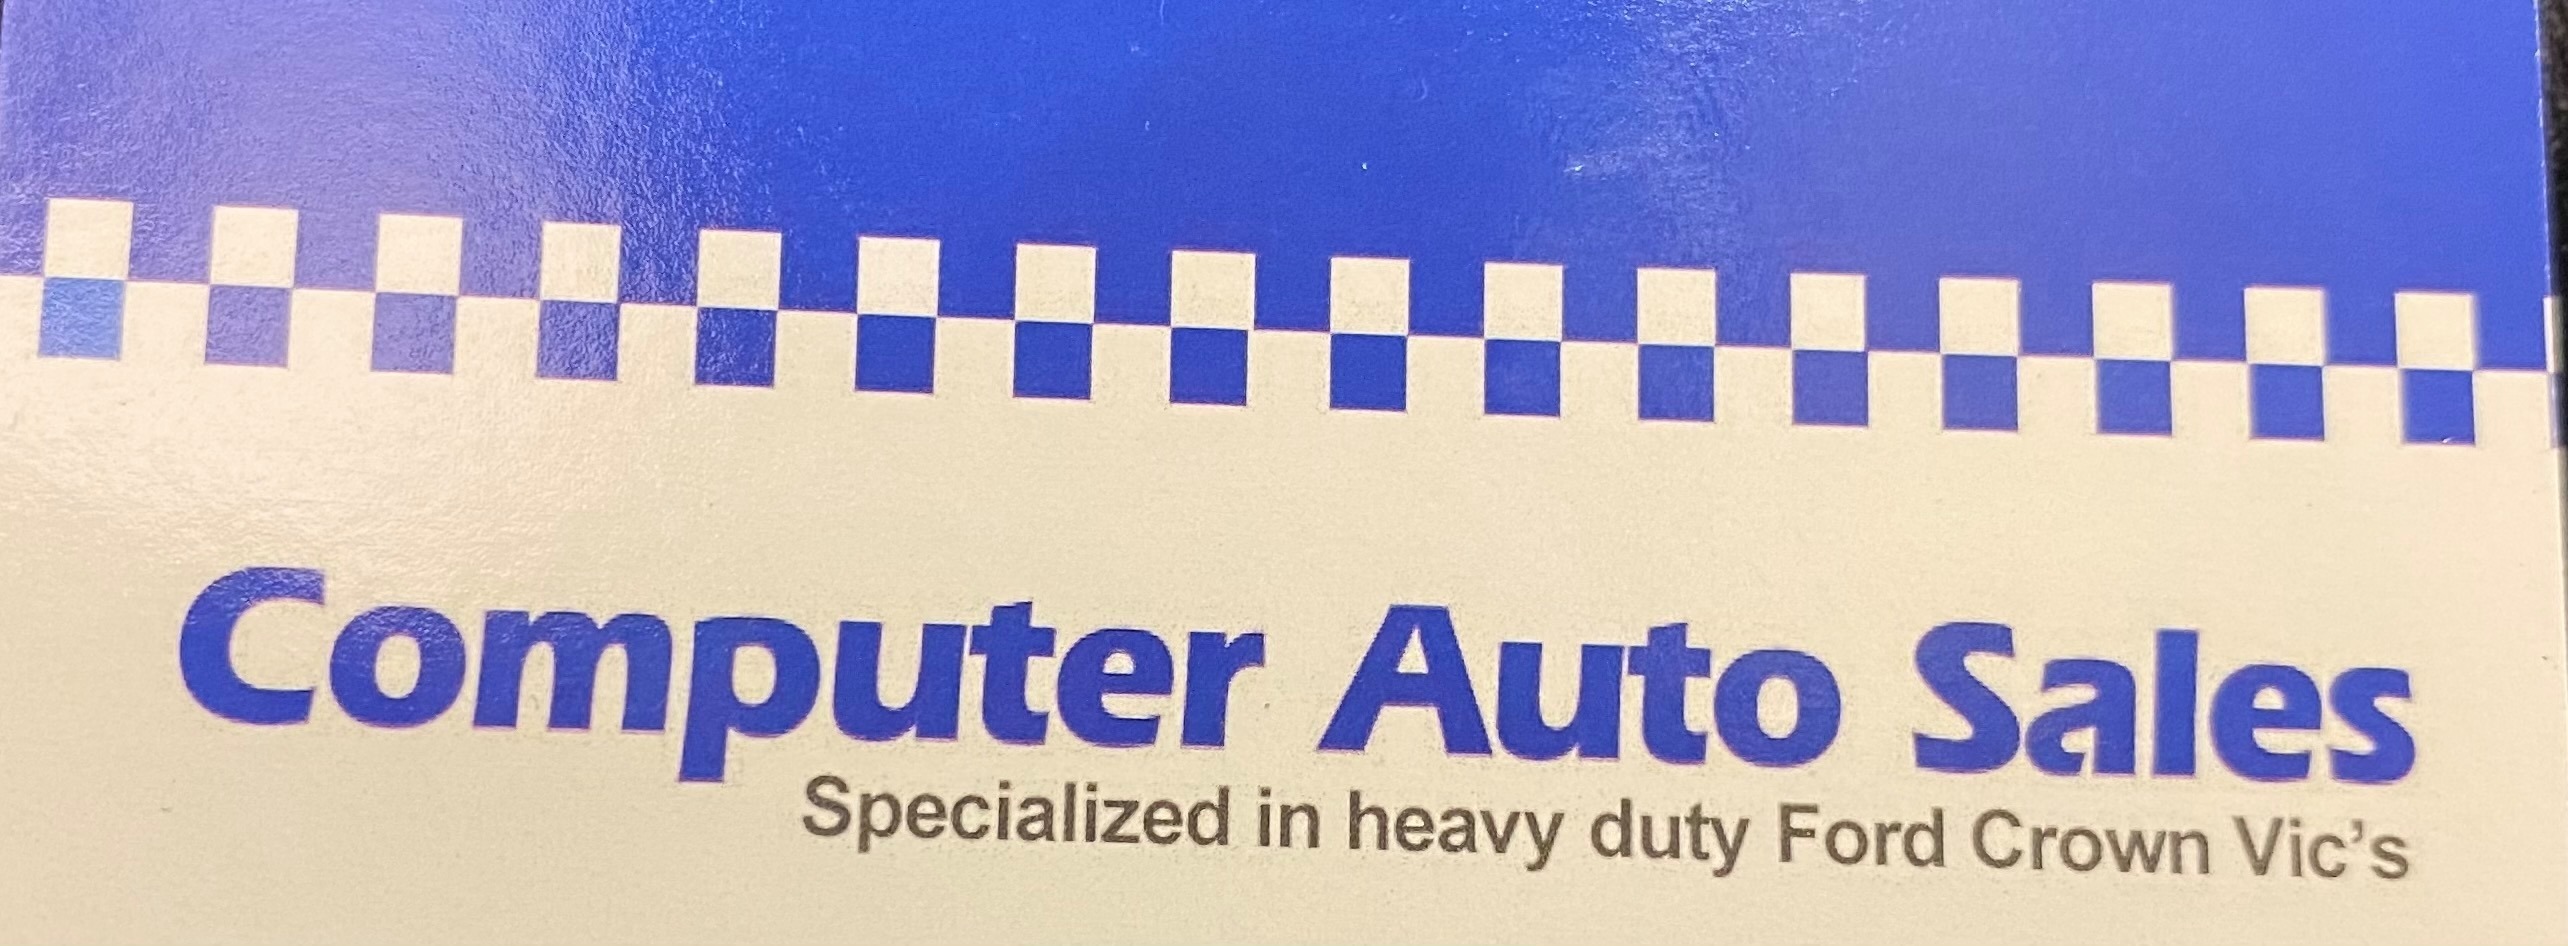 Computer Auto Sales
Specialized in heavy duty Ford Crown Vic's